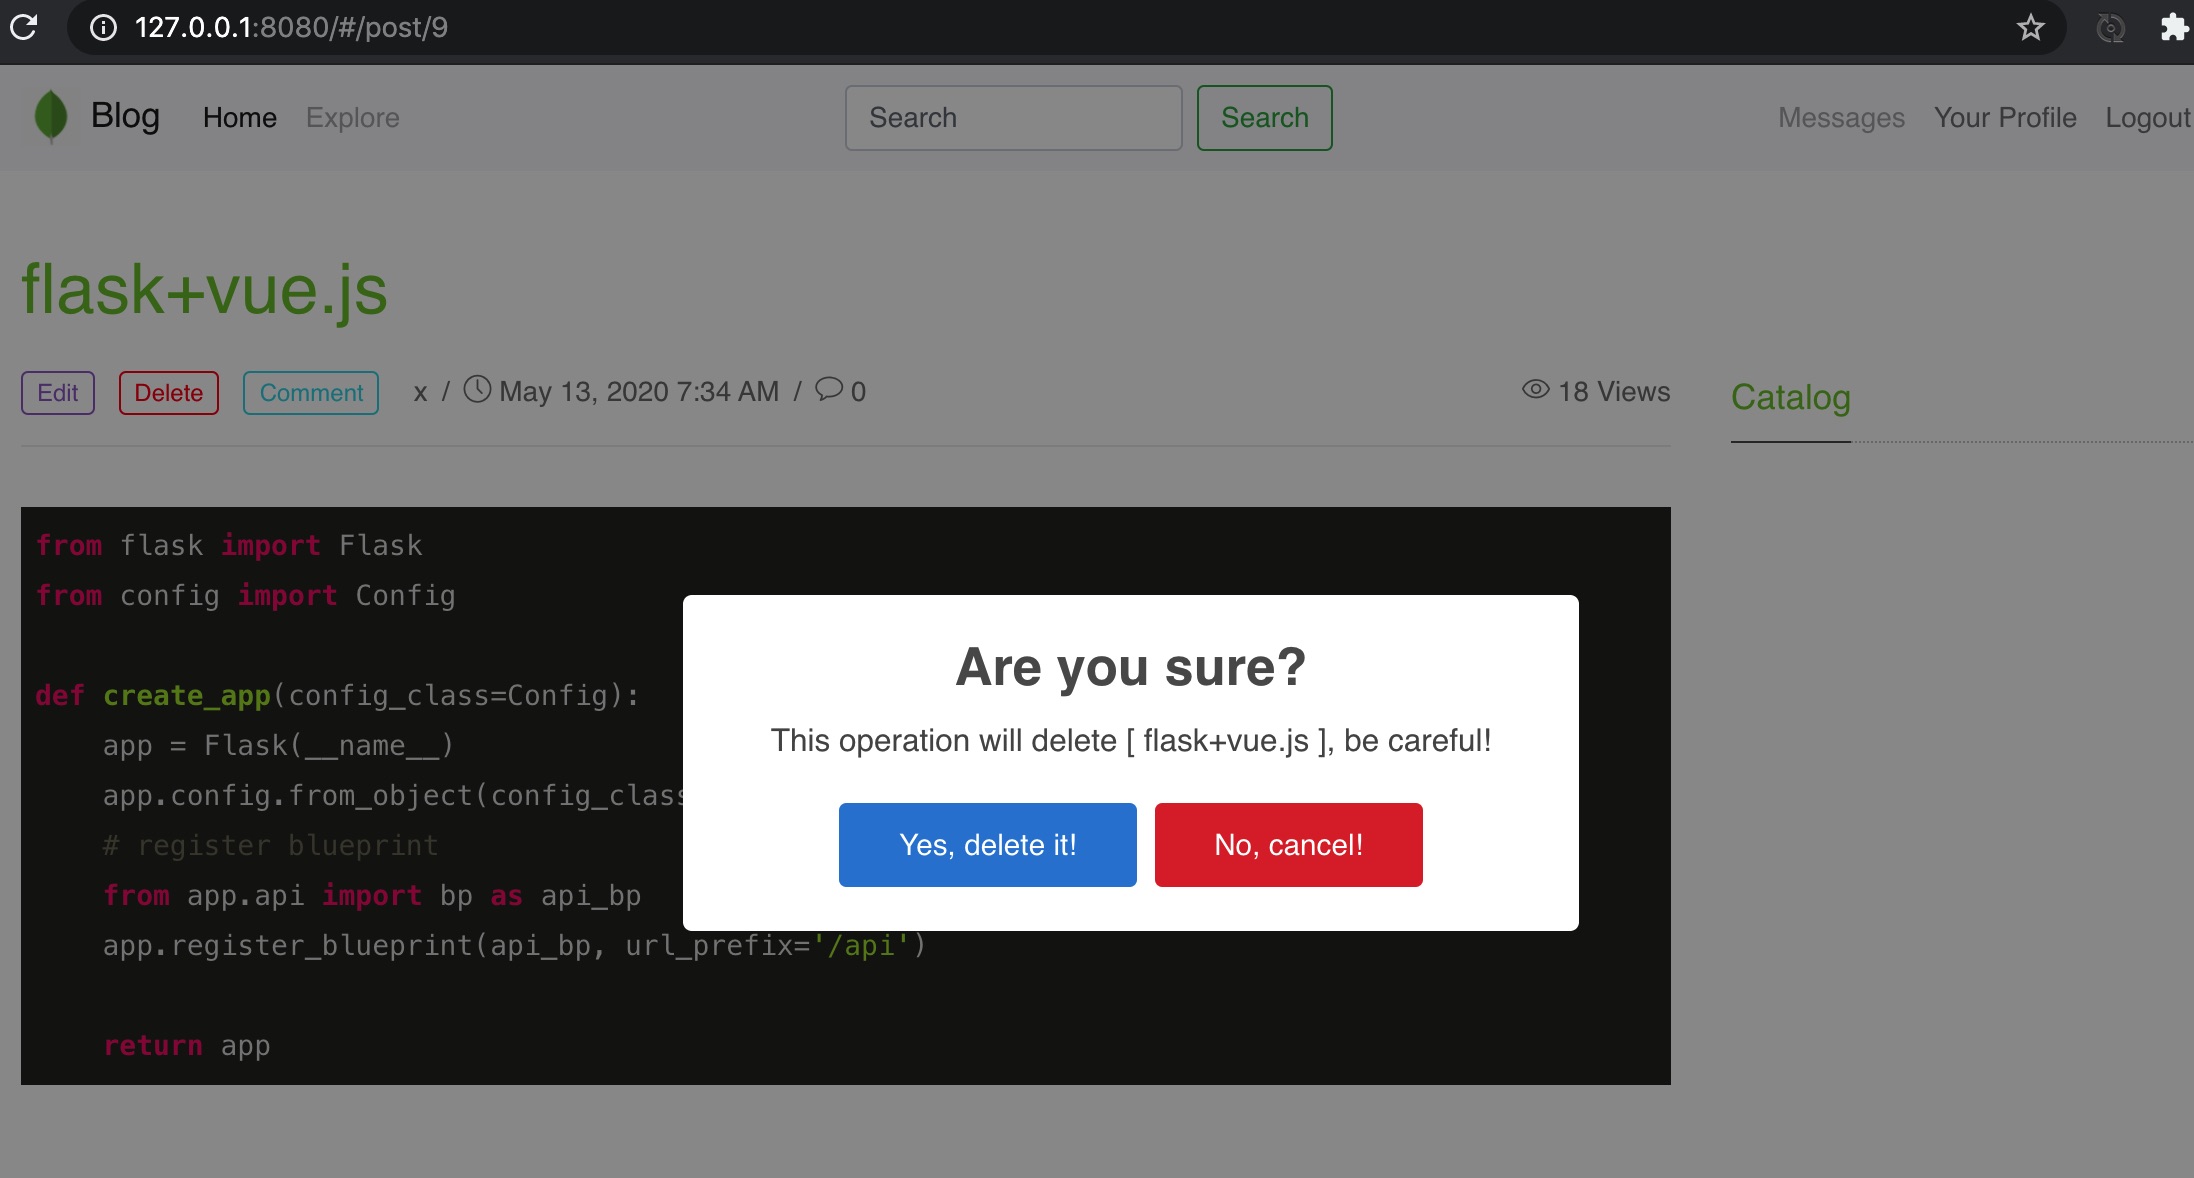 127.0.0.1:8080/#/post/9
Blog Home Explore Search Search Messages Your Profile Logout
flask+vue.js
Edit Delete Comment x / May 13, 2020 7:34 AM / 0 18 Views
Catalog
from flask import Flask
from config import Config
def create_app(config_class=Config):
    app = Flask(__name__)
    app.config.from_object(config_class
    # register blueprint
    from app.api import bp as api_bp
    app.register_blueprint(api_bp, url_prefix='/api')
    return app
Are you sure?
This operation will delete [ flask+vue.js ], be careful!
Yes, delete it! No, cancel!